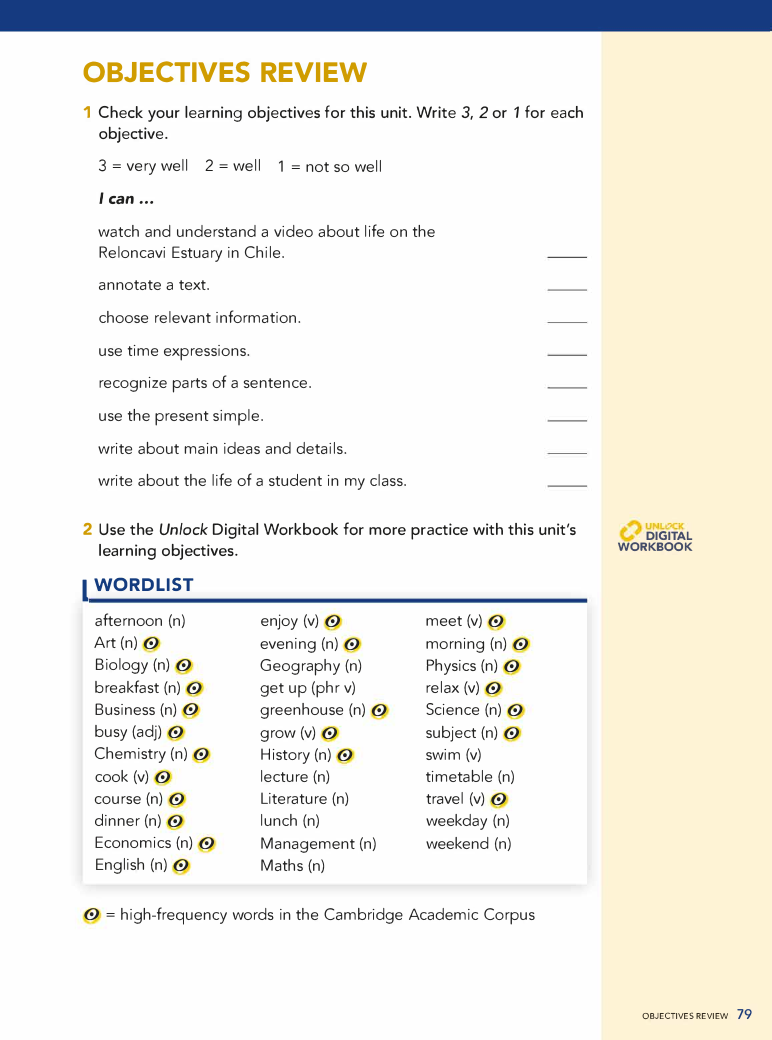 OBJECTIVES REVIEW
1 Check your learning objectives for this unit. Write 3, 2 or 1 for each
objective.
3 = very well 2 = well 1 = not so well
I can ...
watch and understand a video about life on the
Reloncavi Estuary in Chile.
annotate a text.
choose relevant information.
use time expressions.
recognize parts of a sentence.
use the present simple.
write about main ideas and details.
write about the life of a student in my class.
2 Use the Unlock Digital Workbook for more practice with this unit's
learning objectives.
UNLOCK
DIGITAL
WORKBOOK
WORDLIST
afternoon (n)
Art (n)
Biology (n)
breakfast (n)
Business (n)
busy (adj)
Chemistry (n)
cook (v)
course (n)
dinner (n)
Economics (n)
English (n)
enjoy (v)
evening (n)
Geography (n)
get up (phr v)
greenhouse (n)
grow (v)
History (n)
lecture (n)
Literature (n)
lunch (n)
Management (n)
Maths (n)
meet (v)
morning (n)
Physics (n)
relax (v)
Science (n)
subject (n)
swim (v)
timetable (n)
travel (v)
weekday (n)
weekend (n)
= high-frequency words in the Cambridge Academic Corpus
OBJECTIVES REVIEW 79